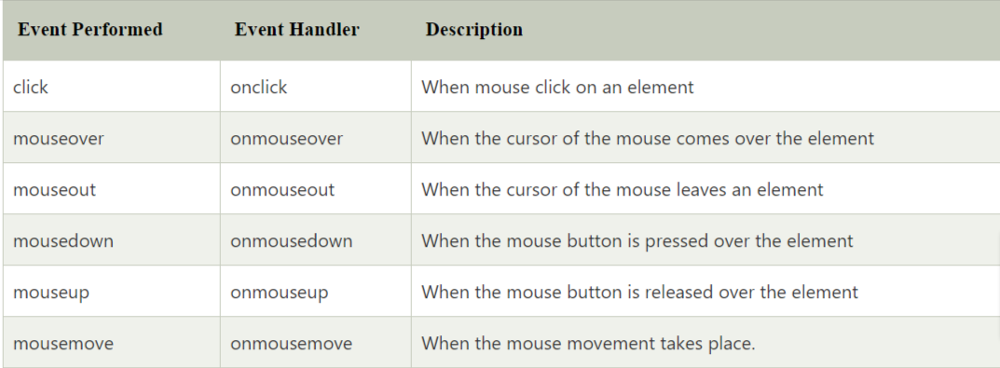 Event Performed Event Handler Description
click onclick When mouse click on an element
mouseover onmouseover When the cursor of the mouse comes over the element
mouseout onmouseout When the cursor of the mouse leaves an element
mousedown onmousedown When the mouse button is pressed over the element
mouseup onmouseup When the mouse button is released over the element
mousemove onmousemove When the mouse movement takes place.